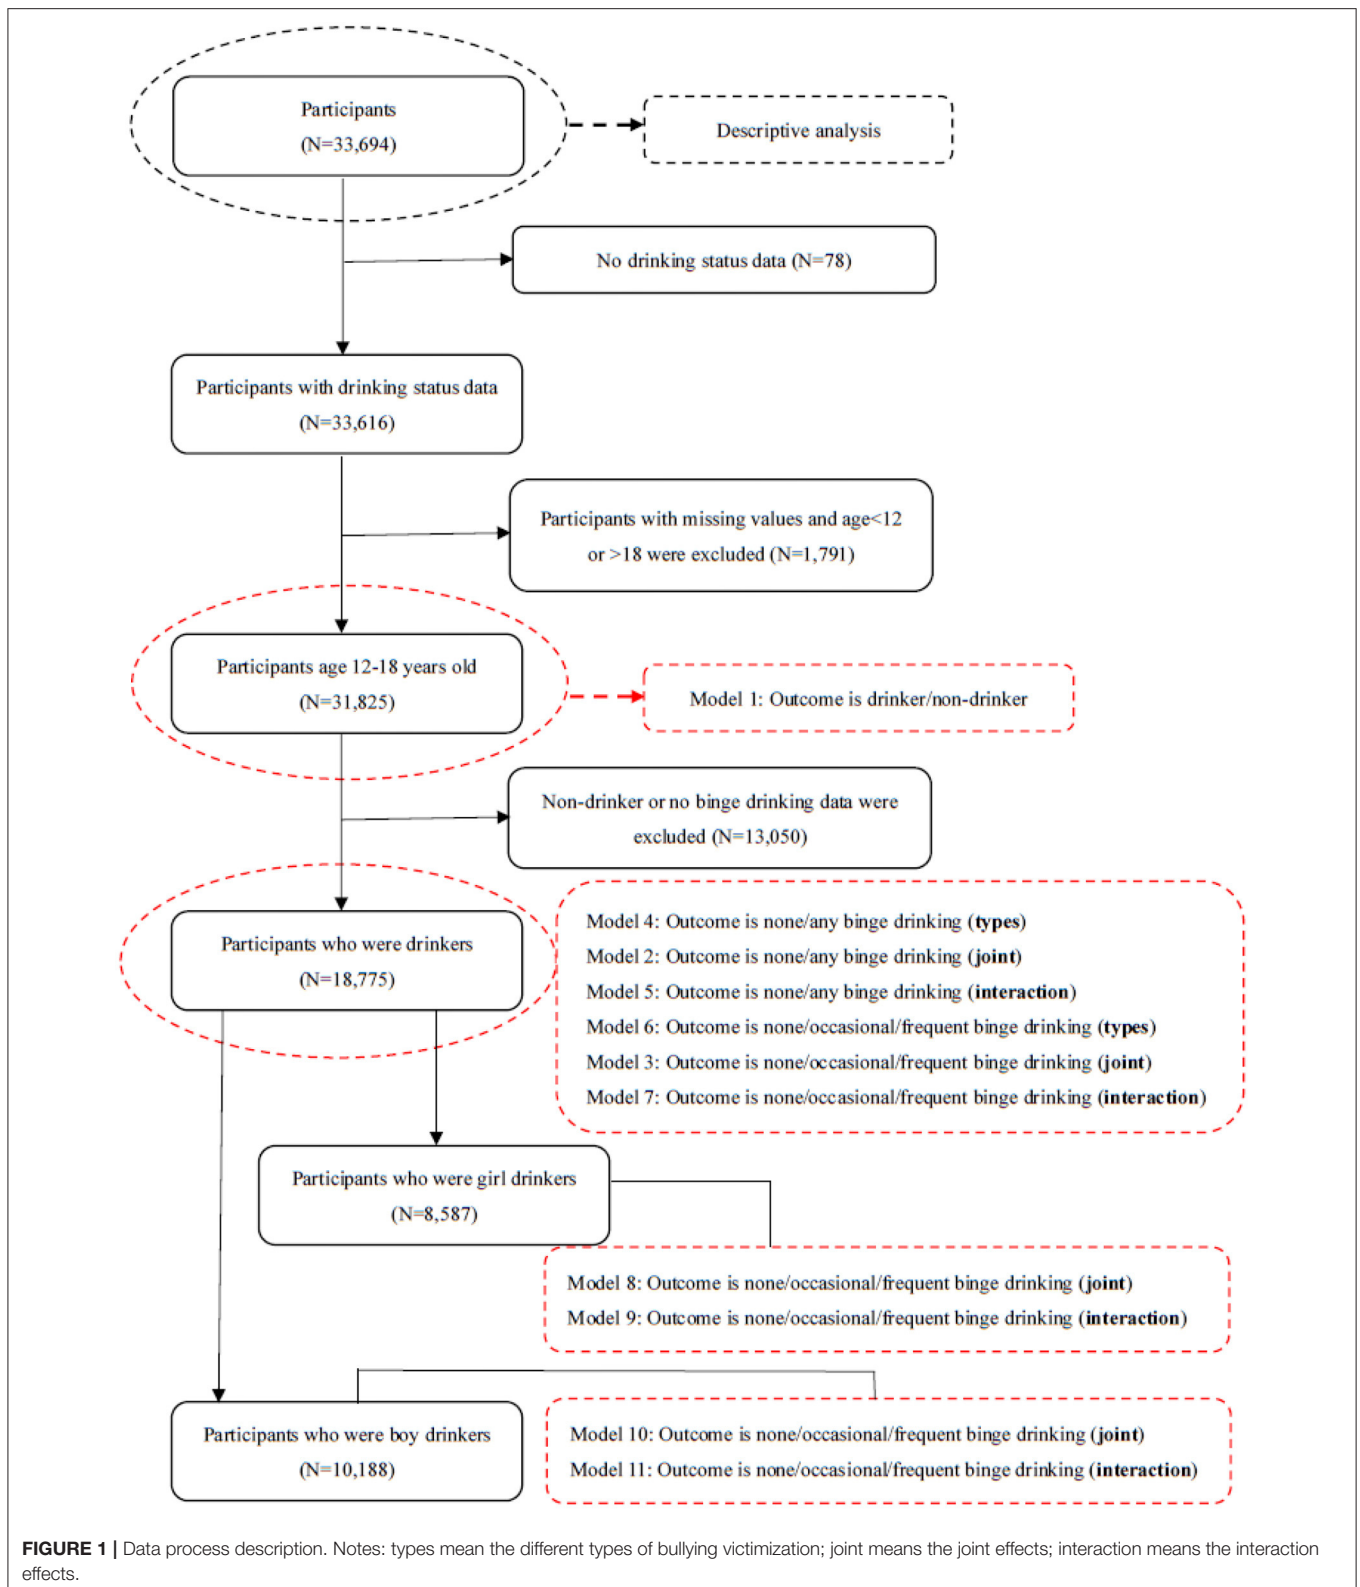 Participants
(N=33,694)
Descriptive analysis
No drinking status data (N=78)
Participants with drinking status data
(N=33,616)
Participants with missing values and age<12
or >18 were excluded (N=1,791)
Participants age 12-18 years old
(N=31,825)
Model 1: Outcome is drinker/non-drinker
Non-drinker or no binge drinking data were
excluded (N=13,050)
Participants who were drinkers
(N=18,775)
Model 4: Outcome is none/any binge drinking (types)
Model 2: Outcome is none/any binge drinking (joint)
Model 5: Outcome is none/any binge drinking (interaction)
Model 6: Outcome is none/occasional/frequent binge drinking (types)
Model 3: Outcome is none/occasional/frequent binge drinking (joint)
Model 7: Outcome is none/occasional/frequent binge drinking (interaction)
Participants who were girl drinkers
(N=8,587)
Model 8: Outcome is none/occasional/frequent binge drinking (joint)
Model 9: Outcome is none/occasional/frequent binge drinking (interaction)
Participants who were boy drinkers
(N=10,188)
Model 10: Outcome is none/occasional/frequent binge drinking (joint)
Model 11: Outcome is none/occasional/frequent binge drinking (interaction)
FIGURE 1 | Data process description. Notes: types mean the different types of bullying victimization; joint means the joint effects; interaction means the interaction
effects.